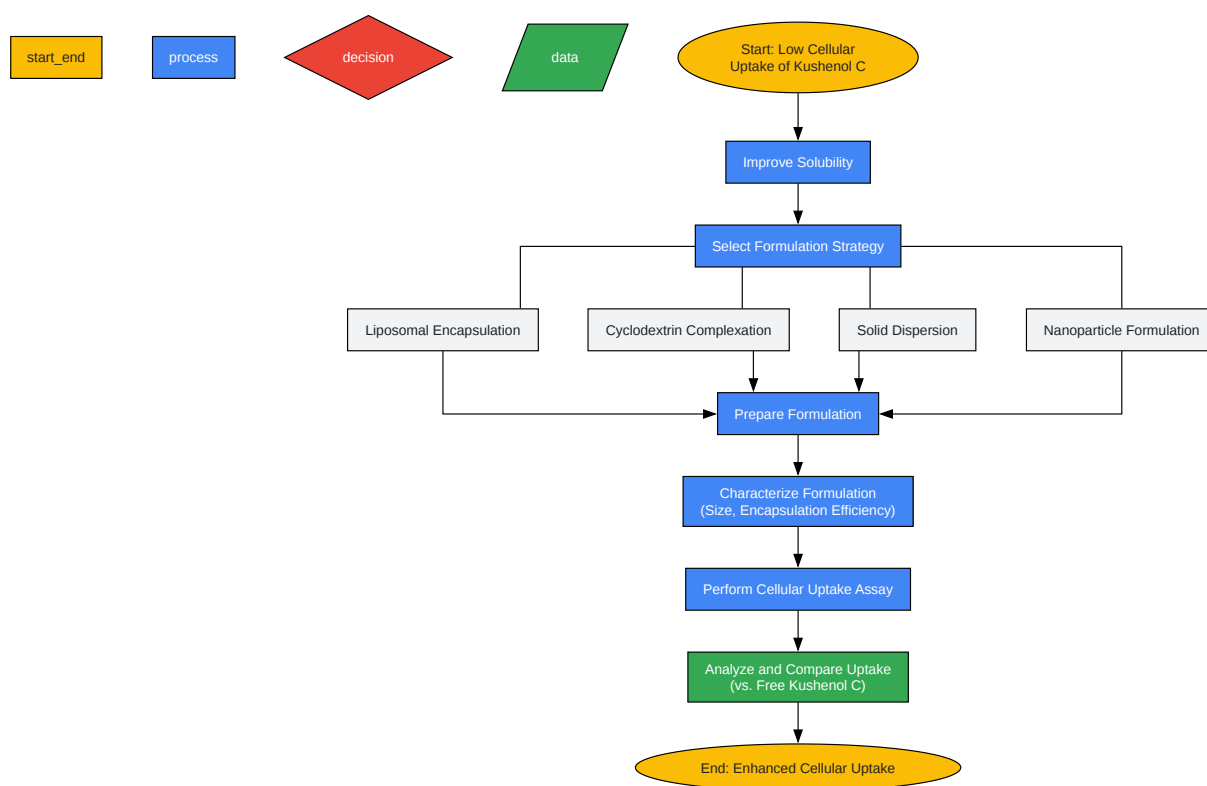 start_end
process
decision
data
Start: Low Cellular
Uptake of Kushenol C
Improve Solubility
Select Formulation Strategy
Liposomal Encapsulation
Cyclodextrin Complexation
Solid Dispersion
Nanoparticle Formulation
Prepare Formulation
Characterize Formulation
(Size, Encapsulation Efficiency)
Perform Cellular Uptake Assay
Analyze and Compare Uptake
(vs. Free Kushenol C)
End: Enhanced Cellular Uptake